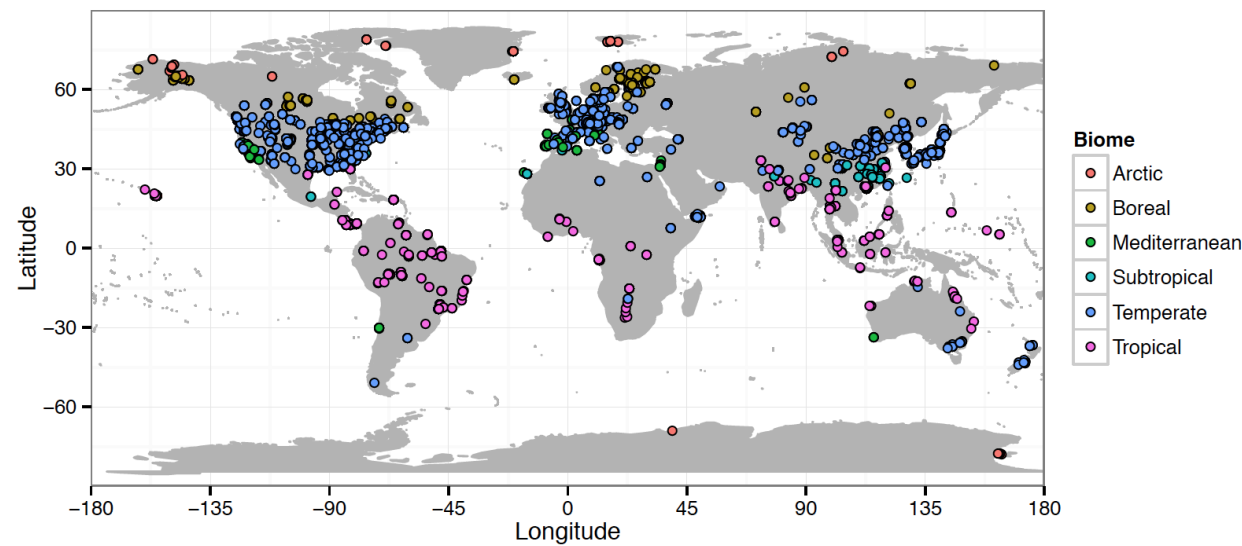 60
30
0
−30
−60
Latitude
−180 −135 −90 −45 0 45 90 135 180
Longitude
Biome
Arctic
Boreal
Mediterranean
Subtropical
Temperate
Tropical